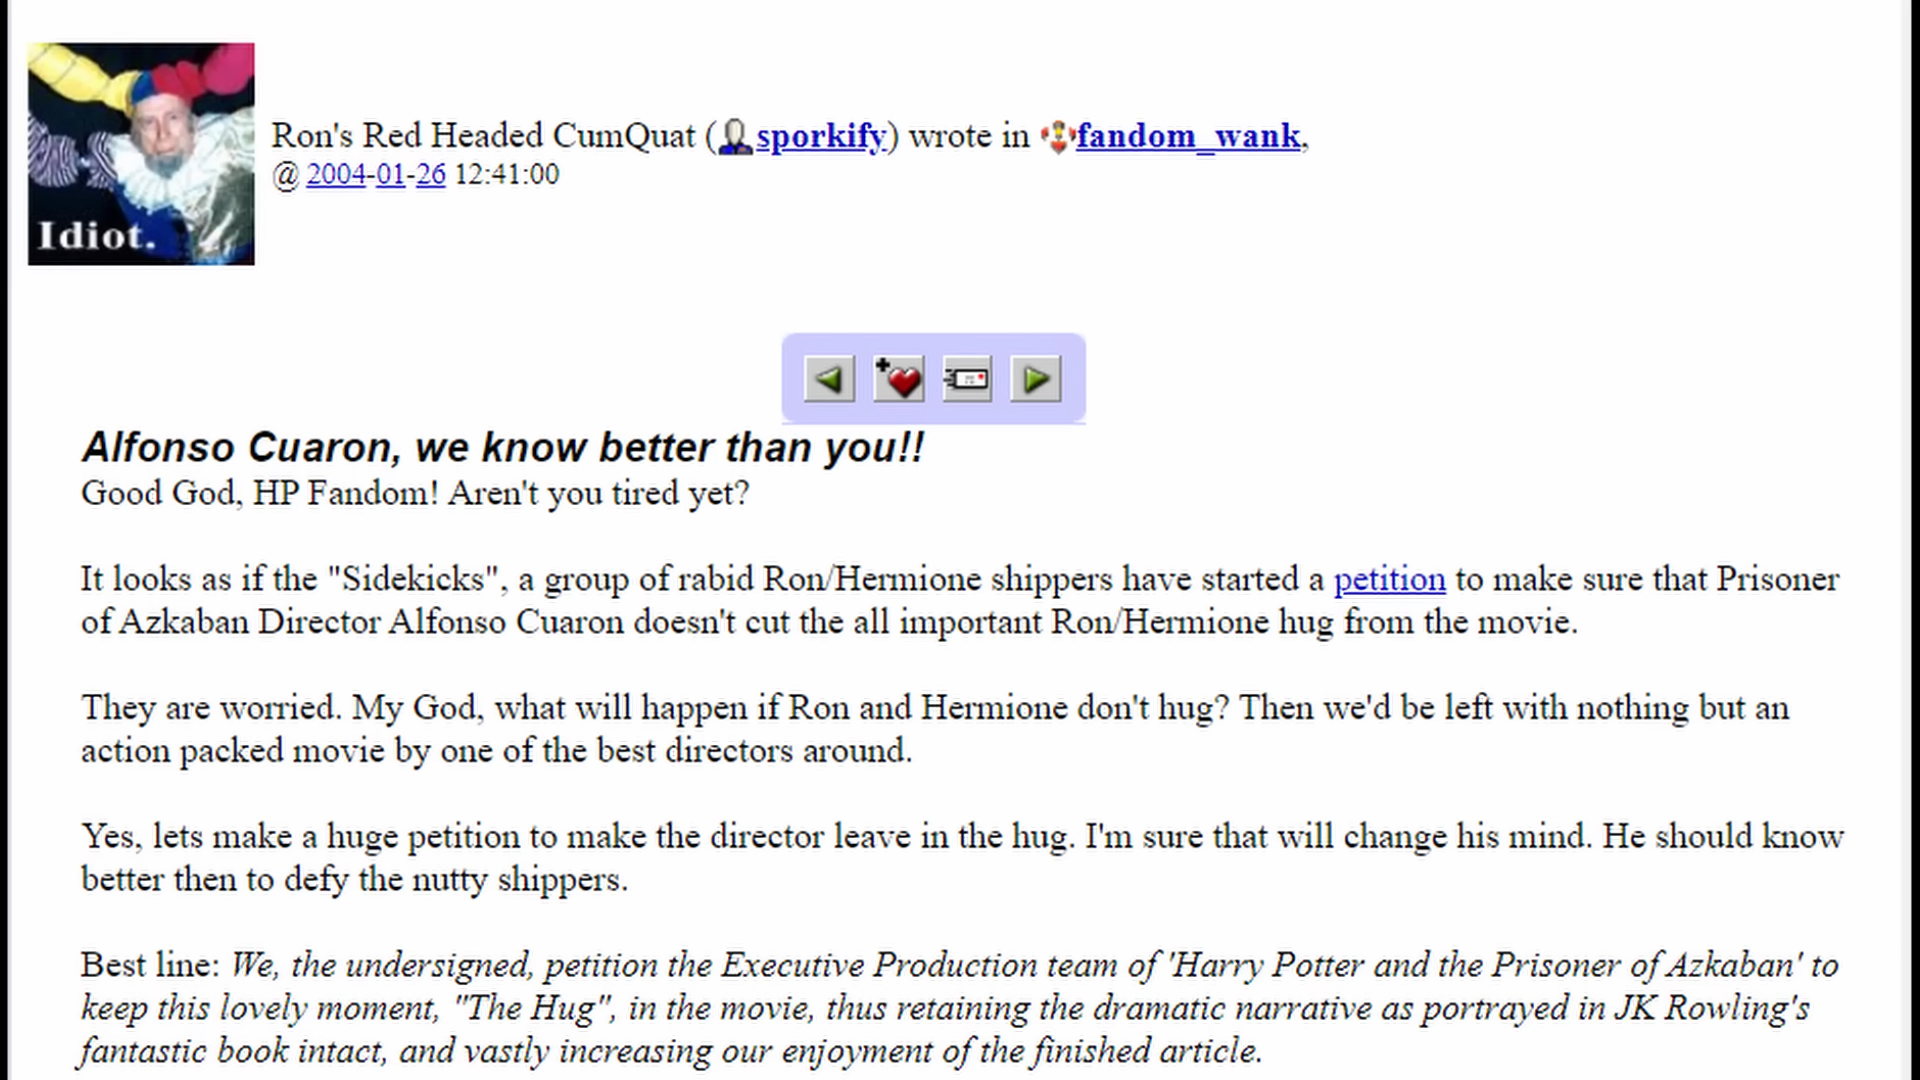 Idiot.
Ron's Red Headed CumQuat (sporkify) wrote in fandom_wank,
@ 2004-01-26 12:41:00
Alfonso Cuaron, we know better than you!!
Good God, HP Fandom! Aren't you tired yet?
It looks as if the "Sidekicks", a group of rabid Ron/Hermione shippers have started a petition to make sure that Prisoner
of Azkaban Director Alfonso Cuaron doesn't cut the all important Ron/Hermione hug from the movie.
They are worried. My God, what will happen if Ron and Hermione don't hug? Then we'd be left with nothing but an
action packed movie by one of the best directors around.
Yes, lets make a huge petition to make the director leave in the hug. I'm sure that will change his mind. He should know
better then to defy the nutty shippers.
Best line: We, the undersigned, petition the Executive Production team of 'Harry Potter and the Prisoner of Azkaban' to
keep this lovely moment, "The Hug", in the movie, thus retaining the dramatic narrative as portrayed in JK Rowling's
fantastic book intact, and vastly increasing our enjoyment of the finished article.